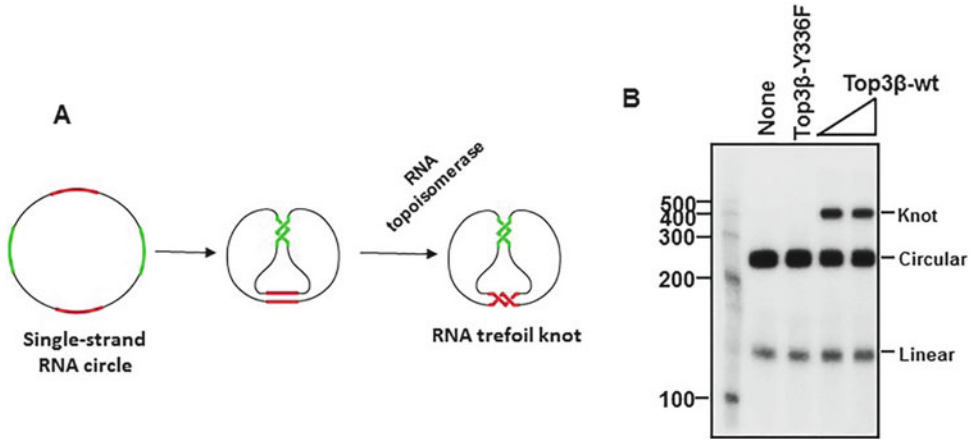 A
Single-strand
RNA circle
RNA
topoisomerase
RNA trefoil knot
B
None
Top3β-Y336F
Top3β-wt
500
400
300
200
100
Knot
Circular
Linear